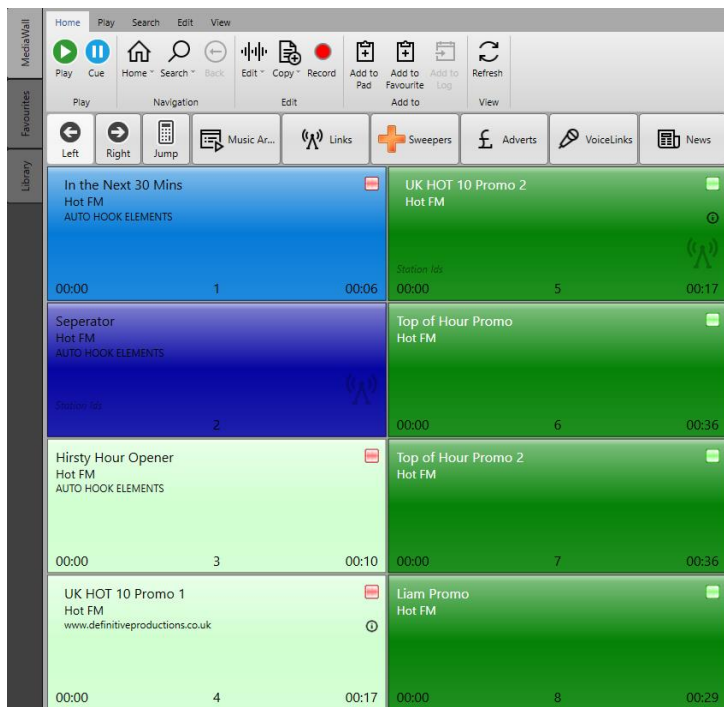 Home Play Search Edit View
Play Cue Home Search Back Edit Copy Record Add to Pad Add to Favourite Add to Log Refresh
Play Navigation Edit Add to View
MediaWall
Favourites
Library
Left Right Jump Music Ar... Links Sweepers £ Adverts VoiceLinks News
In the Next 30 Mins
Hot FM
AUTO HOOK ELEMENTS
00:00 1 00:06
UK HOT 10 Promo 2
Hot FM
Station Ids
00:00 5 00:17
Seperator
Hot FM
AUTO HOOK ELEMENTS
Station Ids
2
Top of Hour Promo
Hot FM
00:00 6 00:36
Hirsty Hour Opener
Hot FM
AUTO HOOK ELEMENTS
00:00 3 00:10
Top of Hour Promo 2
Hot FM
00:00 7 00:36
UK HOT 10 Promo 1
Hot FM
www.definitiveproductions.co.uk
00:00 4 00:17
Liam Promo
Hot FM
00:00 8 00:29